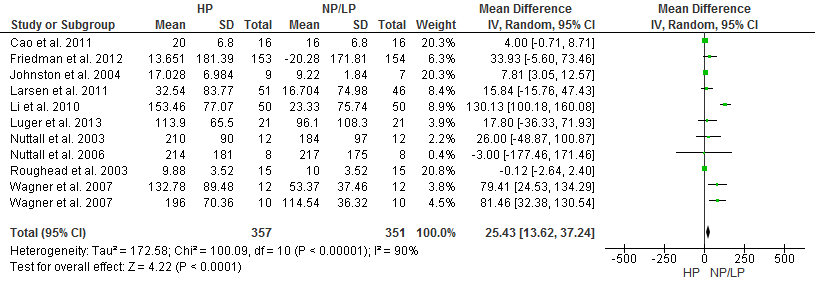 HP NP/LP Mean Difference Mean Difference
Study or Subgroup Mean SD Total Mean SD Total Weight IV, Random, 95% CI IV, Random, 95% CI
Cao et al. 2011 20 6.8 16 16 6.8 16 20.3% 4.00 [-0.71, 8.71]
Friedman et al. 2012 13.651 181.39 153 -20.28 171.81 154 6.3% 33.93 [-5.60, 73.46]
Johnston et al. 2004 17.028 6.984 9 9.22 1.84 7 20.3% 7.81 [3.05, 12.57]
Larsen et al. 2011 32.54 83.77 51 16.704 74.98 46 8.6% 15.84 [-15.76, 47.43]
Li et al. 2010 153.46 77.07 50 23.33 75.74 50 9.2% 130.13 [100.18, 160.08]
Luger et al. 2013 113.9 65.5 21 96.1 108.3 21 4.1% 17.80 [-36.33, 71.93]
Nuttall et al. 2003 210 90 12 184 97 12 2.4% 26.00 [-48.87, 100.87]
Nuttall et al. 2006 214 181 8 217 175 8 0.5% -3.00 [-177.46, 171.46]
Roughead et al. 2003 9.88 3.52 15 10 3.52 15 20.8% -0.12 [-2.64, 2.40]
Wagner et al. 2007 132.78 89.48 12 53.37 37.46 12 3.8% 79.41 [24.53, 134.29]
Wagner et al. 2007 196 70.36 10 114.54 36.32 10 4.5% 81.46 [32.38, 130.54]
Total (95% CI) 357 351 100.0% 25.43 [13.62, 37.24]
Heterogeneity: Tau² = 172.58; Chi² = 100.09, df = 10 (P < 0.00001); I² = 90%
Test for overall effect: Z = 4.22 (P < 0.0001)
-500 -250 0 250 500
HP NP/LP